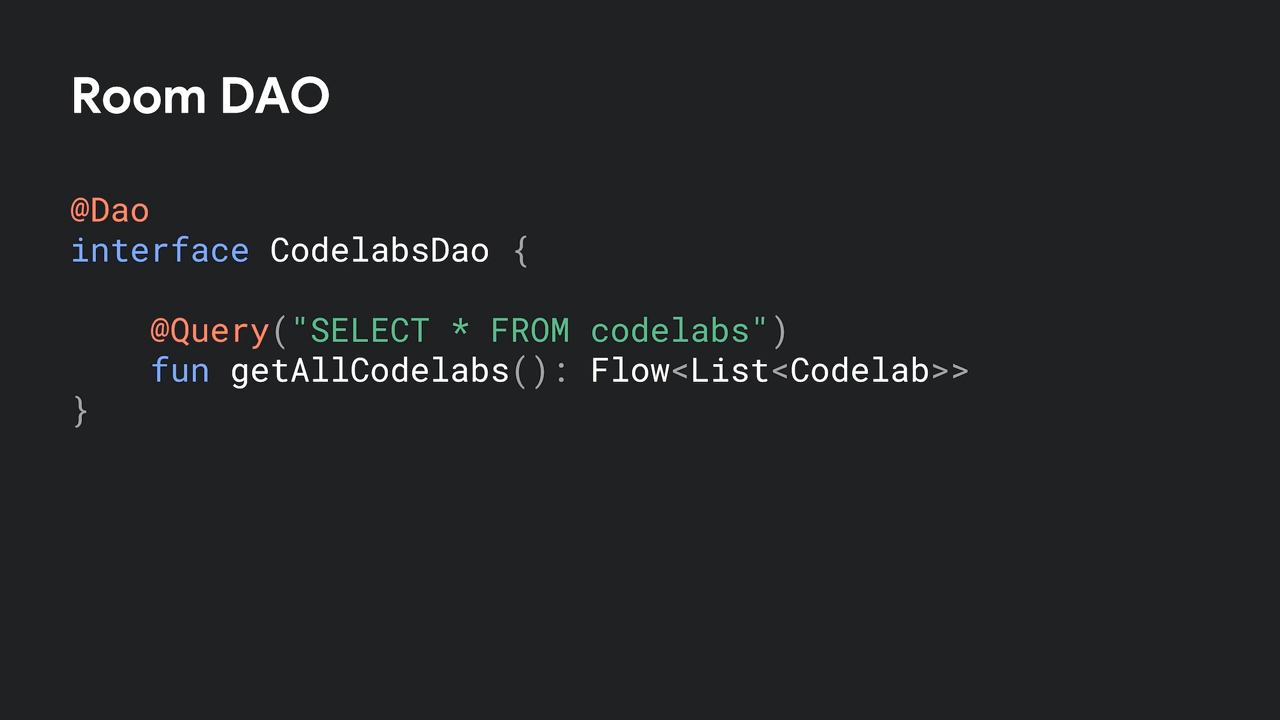 Room DAO
@Dao
interface CodelabsDao {
@Query("SELECT * FROM codelabs")
fun getAllCodelabs(): Flow<List<Codelab>>
}